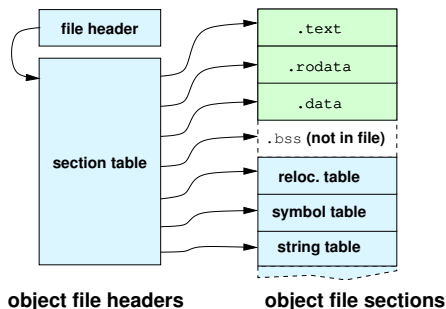 file header
section table
.text
.rodata
.data
.bss (not in file)
reloc. table
symbol table
string table
object file headers
object file sections